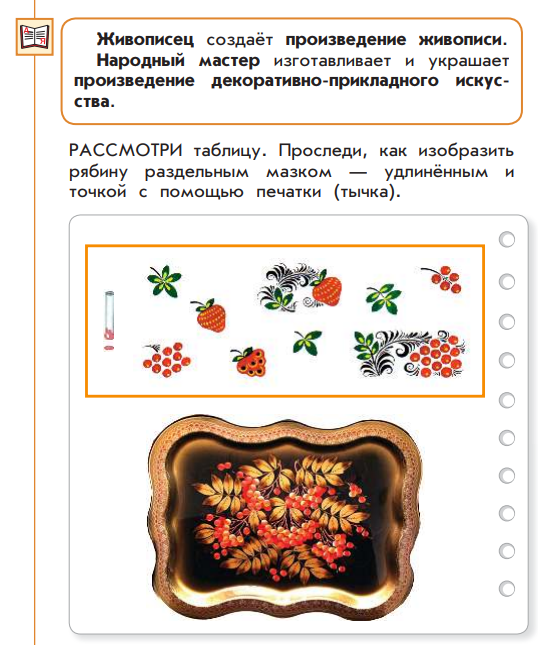 Живописец создаёт произведение живописи.
Народный мастер изготавливает и украшает
произведение декоративно-прикладного искус-
ства.
РАССМОТРИ таблицу. Проследи, как изобразить
рябину раздельным мазком — удлинённым и
точкой с помощью печатки (тычка).